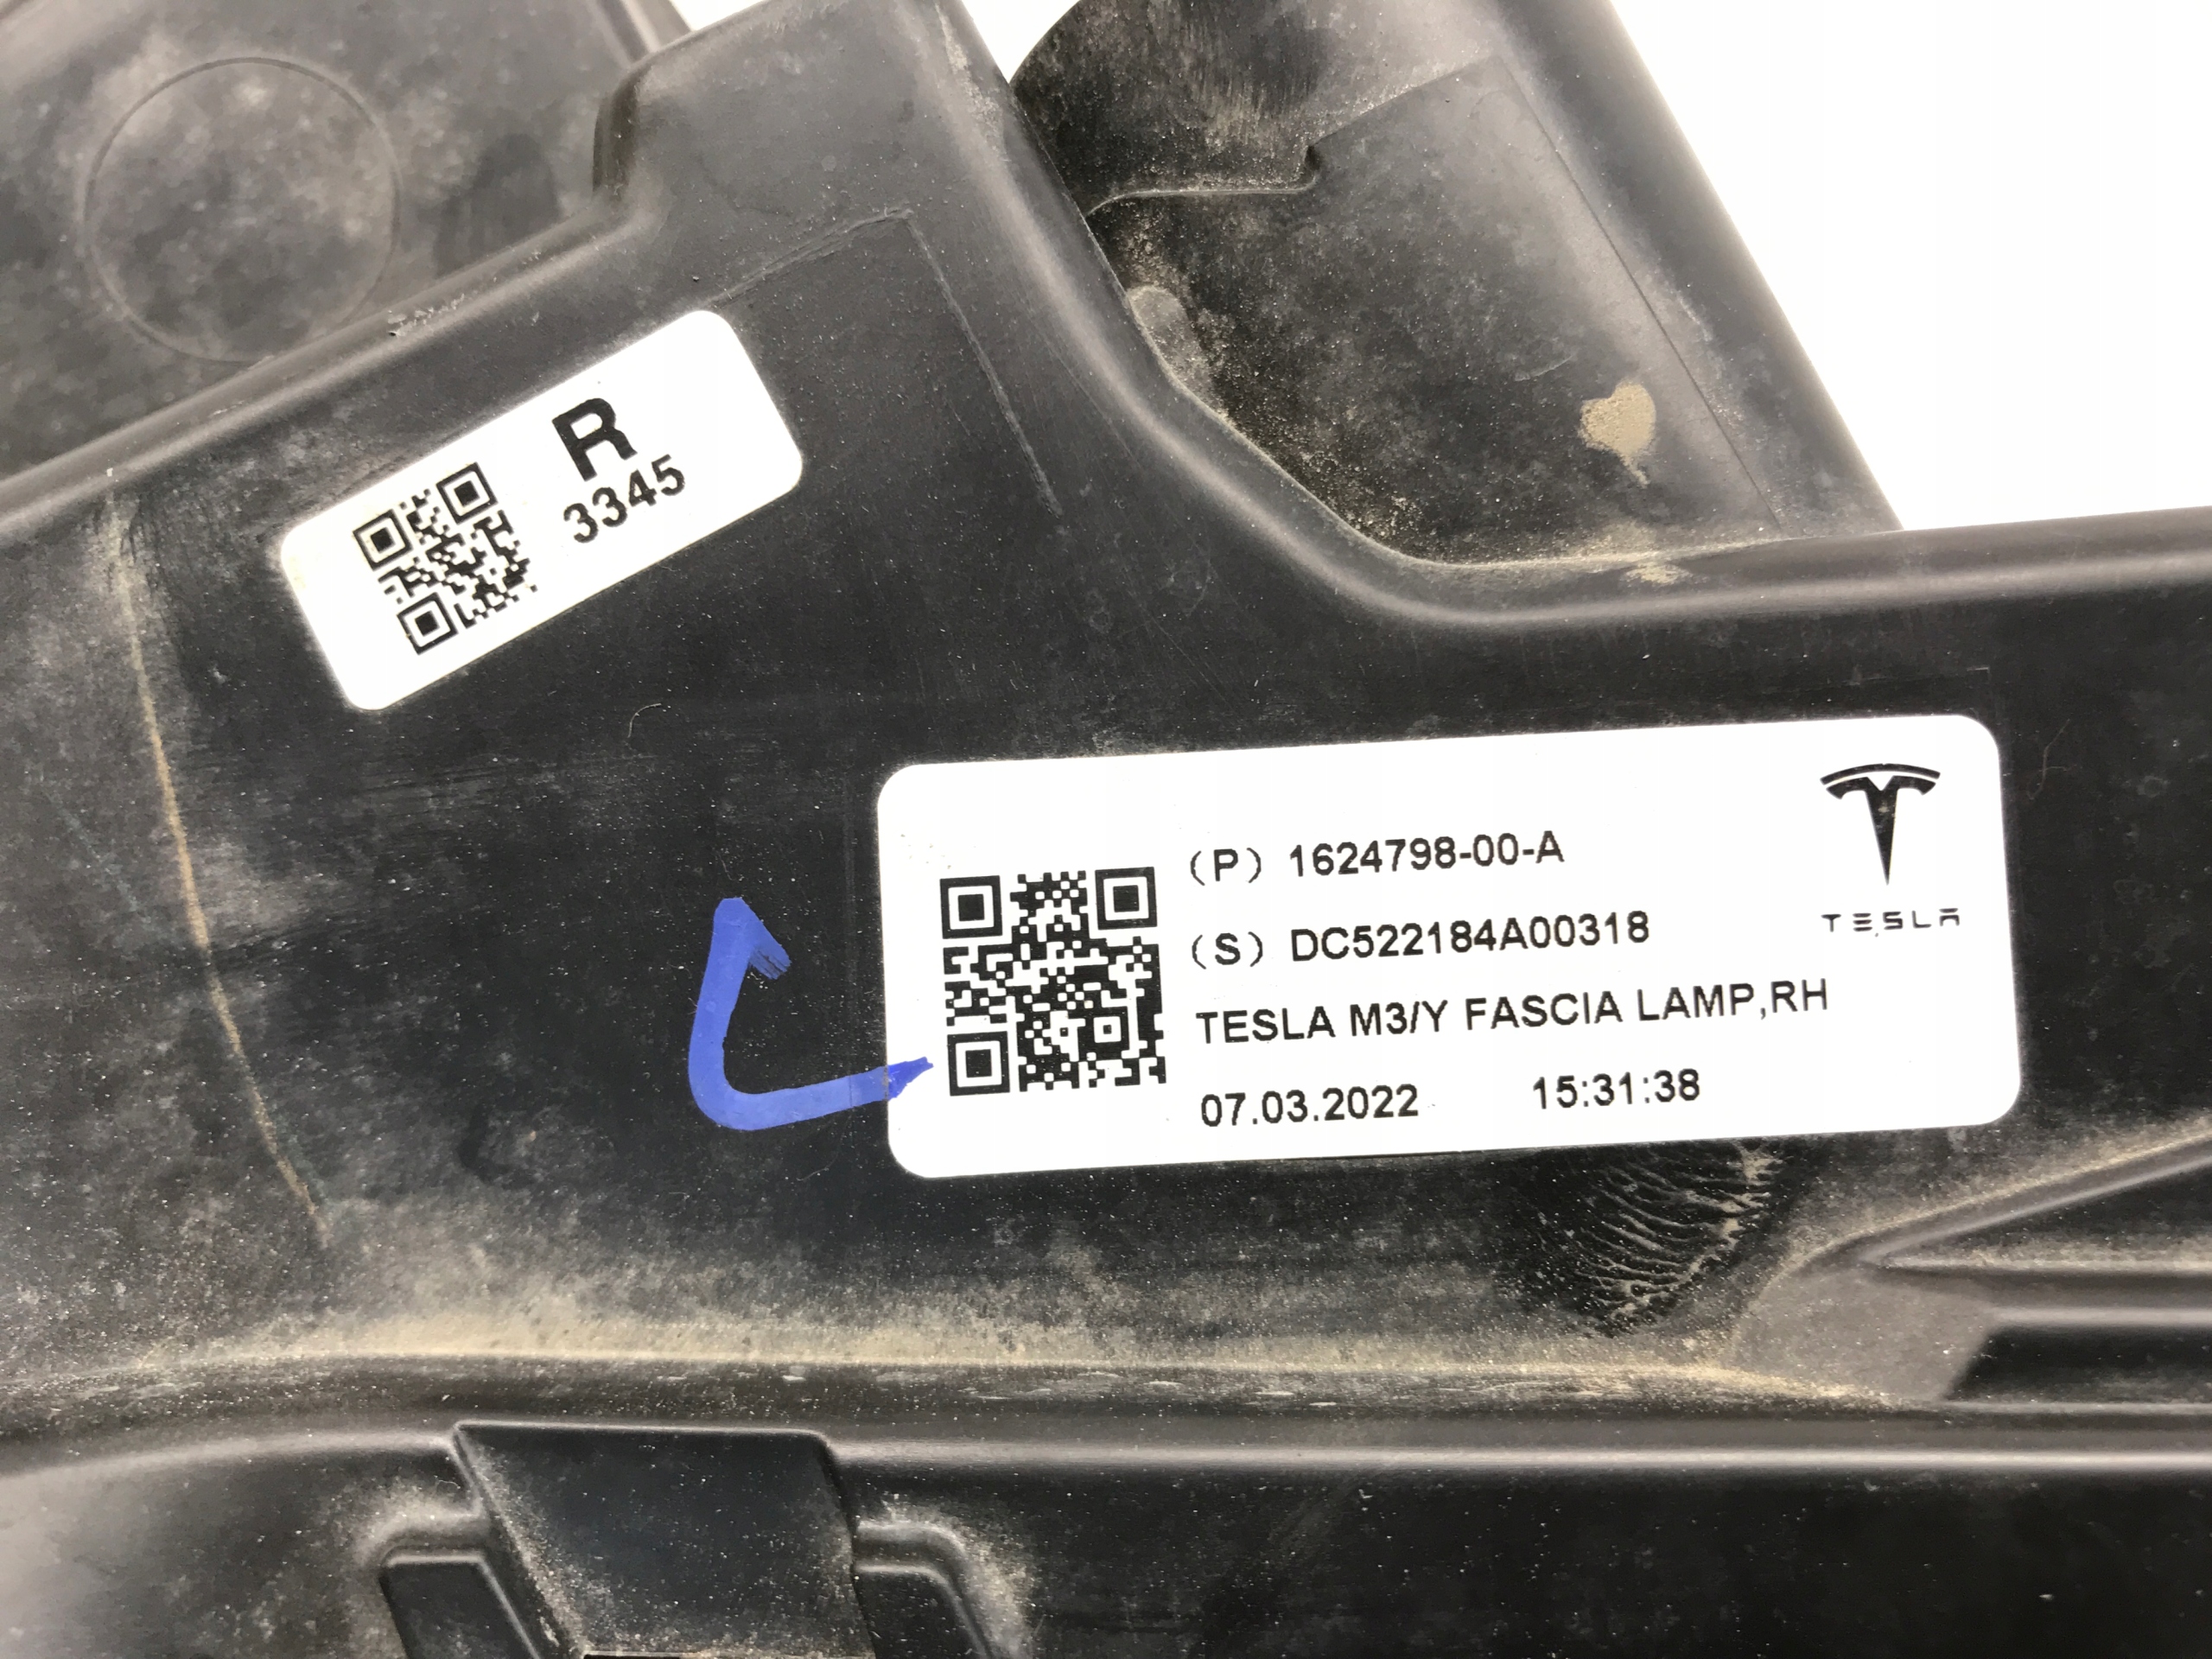 R
3345
(P) 1624798-00-A
(S) DC522184A00318
TESLA M3/Y FASCIA LAMP,RH
07.03.2022 15:31:38
TESLA